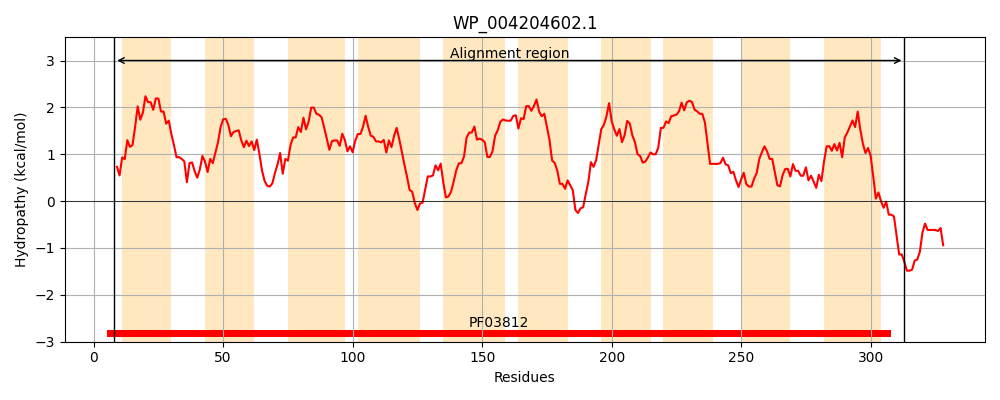 WP_004204602.1
Alignment region
3
2
1
0
−1
−2
−3
Hydropathy (kcal/mol)
PF03812
0 50 100 150 200 250 300
Residues